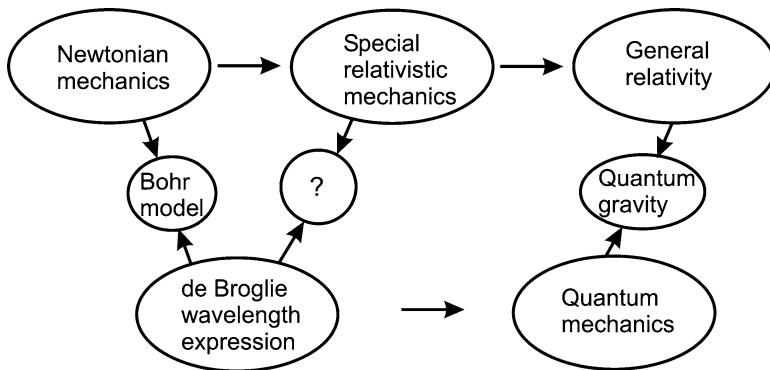 Newtonian
mechanics
Special
relativistic
mechanics
General
relativity
Bohr
model
?
Quantum
gravity
de Broglie
wavelength
expression
Quantum
mechanics